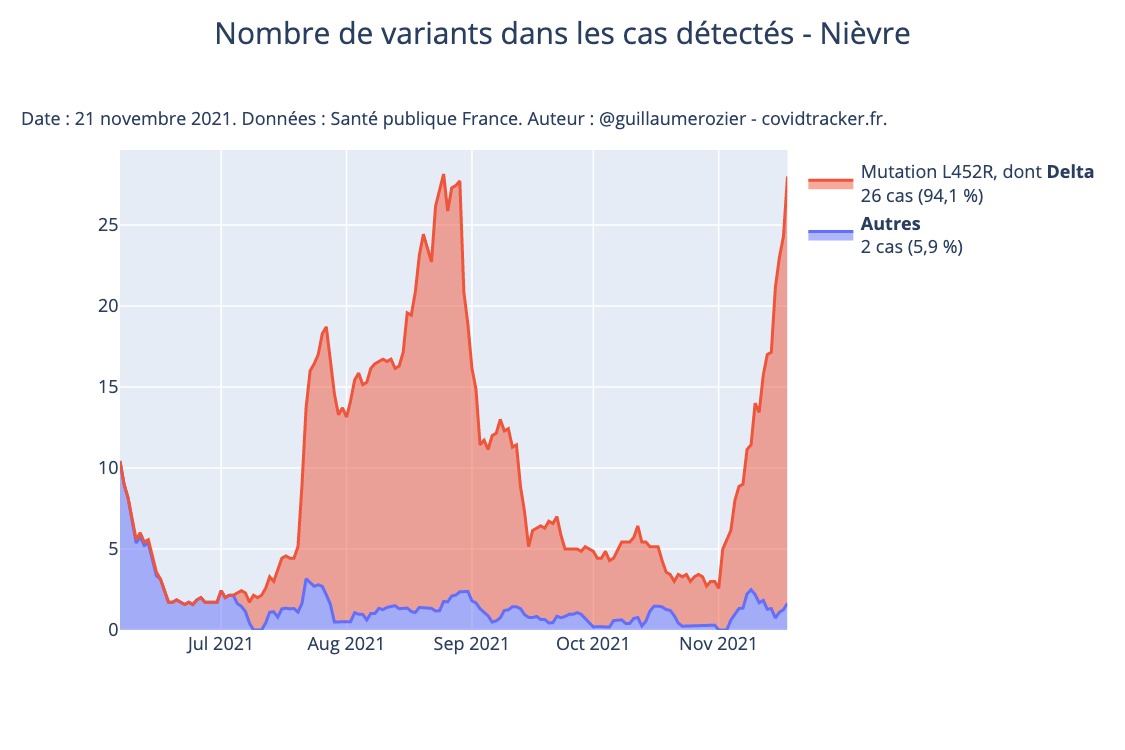 Nombre de variants dans les cas détectés - Nièvre
Date : 21 novembre 2021. Données : Santé publique France. Auteur : @guillaumerozier - covidtracker.fr.
Mutation L452R, dont Delta
26 cas (94,1 %)
Autres
2 cas (5,9 %)
25
20
15
10
5
0
Jul 2021
Aug 2021
Sep 2021
Oct 2021
Nov 2021